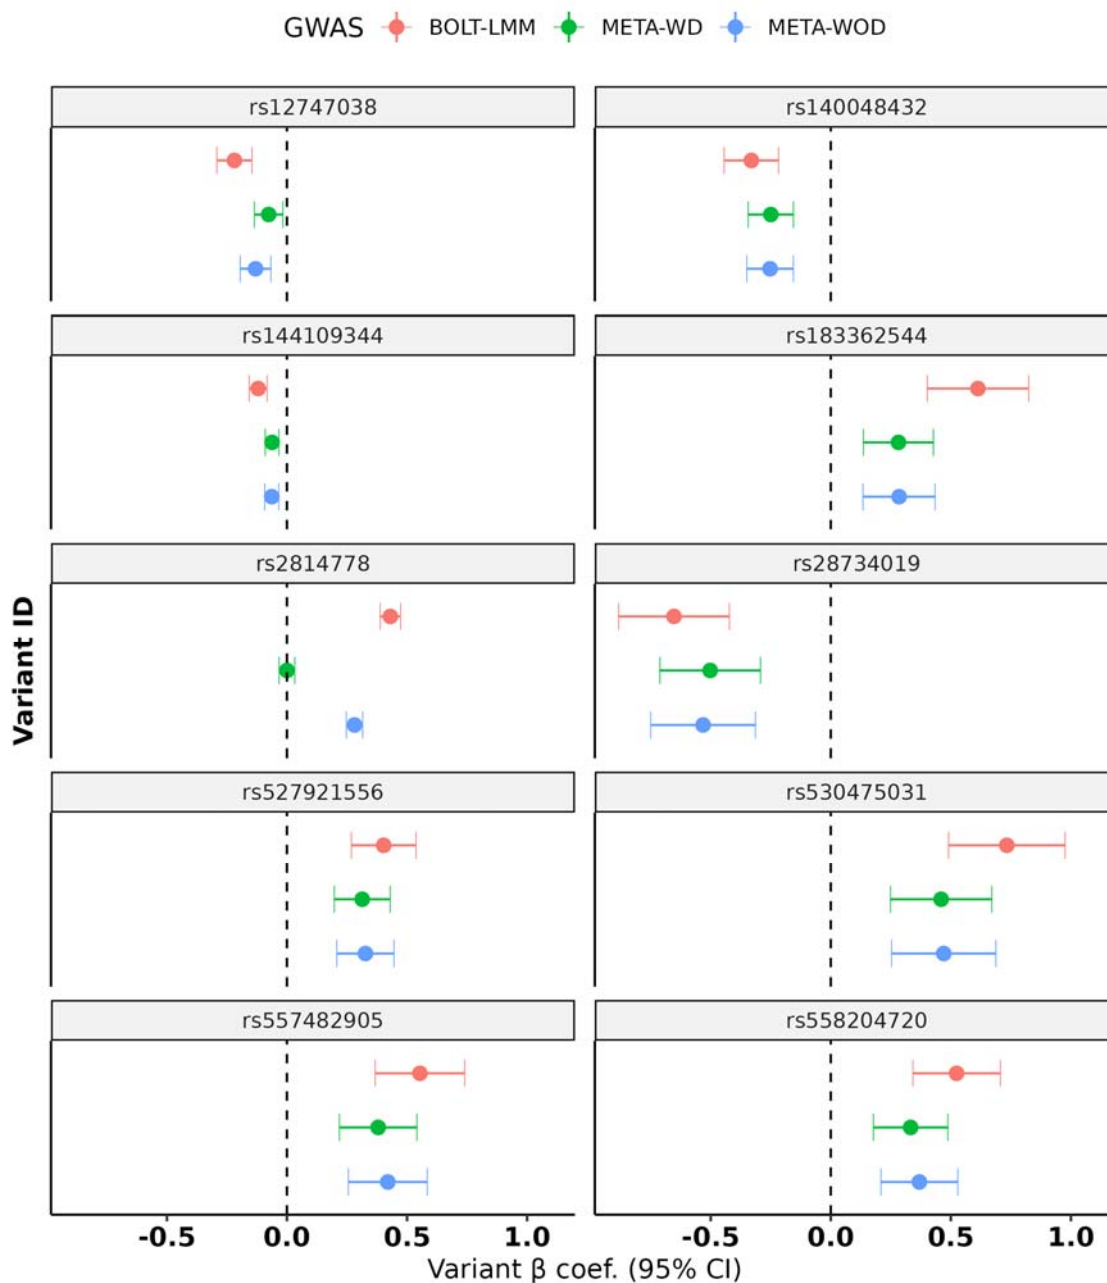 GWAS BOLT-LMM META-WD META-WOD
rs12747038 rs140048432
rs144109344 rs183362544
rs2814778 rs28734019
Variant ID
rs527921556 rs530475031
rs557482905 rs558204720
-0.5 0.0 0.5 1.0 -0.5 0.0 0.5 1.0
Variant β coef. (95% CI)